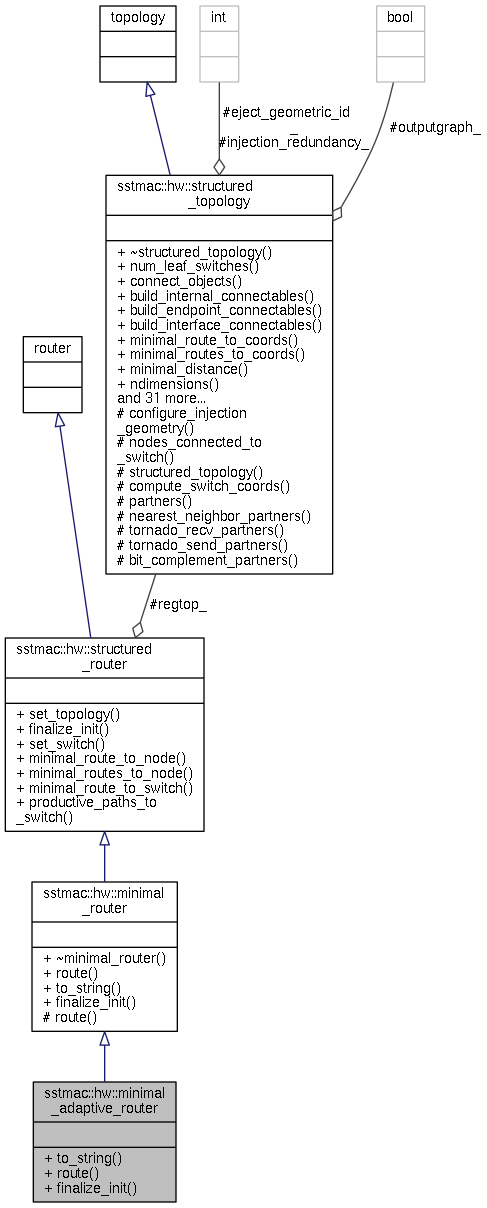 topology
int
bool
#eject_geometric_id
_
#injection_redundancy_
#outputgraph_
sstmac::hw::structured
_topology
+ ~structured_topology()
+ num_leaf_switches()
+ connect_objects()
+ build_internal_connectables()
+ build_endpoint_connectables()
+ build_interface_connectables()
+ minimal_route_to_coords()
+ minimal_routes_to_coords()
+ minimal_distance()
+ ndimensions()
and 31 more...
# configure_injection
_geometry()
# nodes_connected_to
_switch()
# structured_topology()
# compute_switch_coords()
# partners()
# nearest_neighbor_partners()
# tornado_recv_partners()
# tornado_send_partners()
# bit_complement_partners()
router
#regtop_
sstmac::hw::structured
_router
+ set_topology()
+ finalize_init()
+ set_switch()
+ minimal_route_to_node()
+ minimal_routes_to_node()
+ minimal_route_to_switch()
+ productive_paths_to
_switch()
sstmac::hw::minimal
_router
+ ~minimal_router()
+ route()
+ to_string()
+ finalize_init()
# route()
sstmac::hw::minimal
_adaptive_router
+ to_string()
+ route()
+ finalize_init()